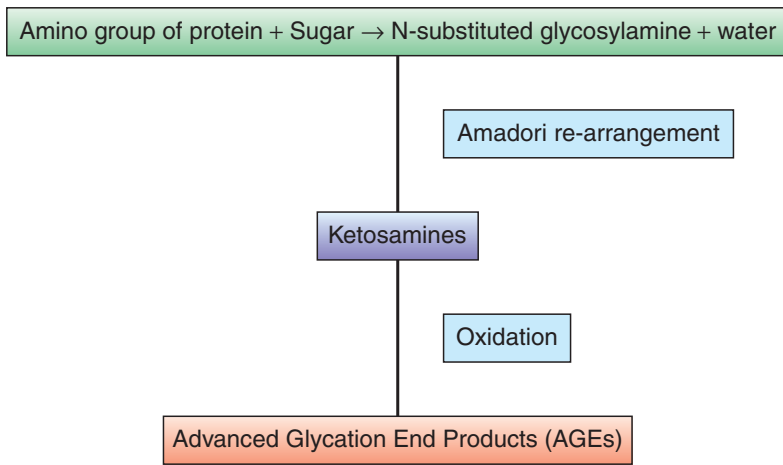 Amino group of protein + Sugar → N-substituted glycosylamine + water
Amadori re-arrangement
Ketosamines
Oxidation
Advanced Glycation End Products (AGEs)